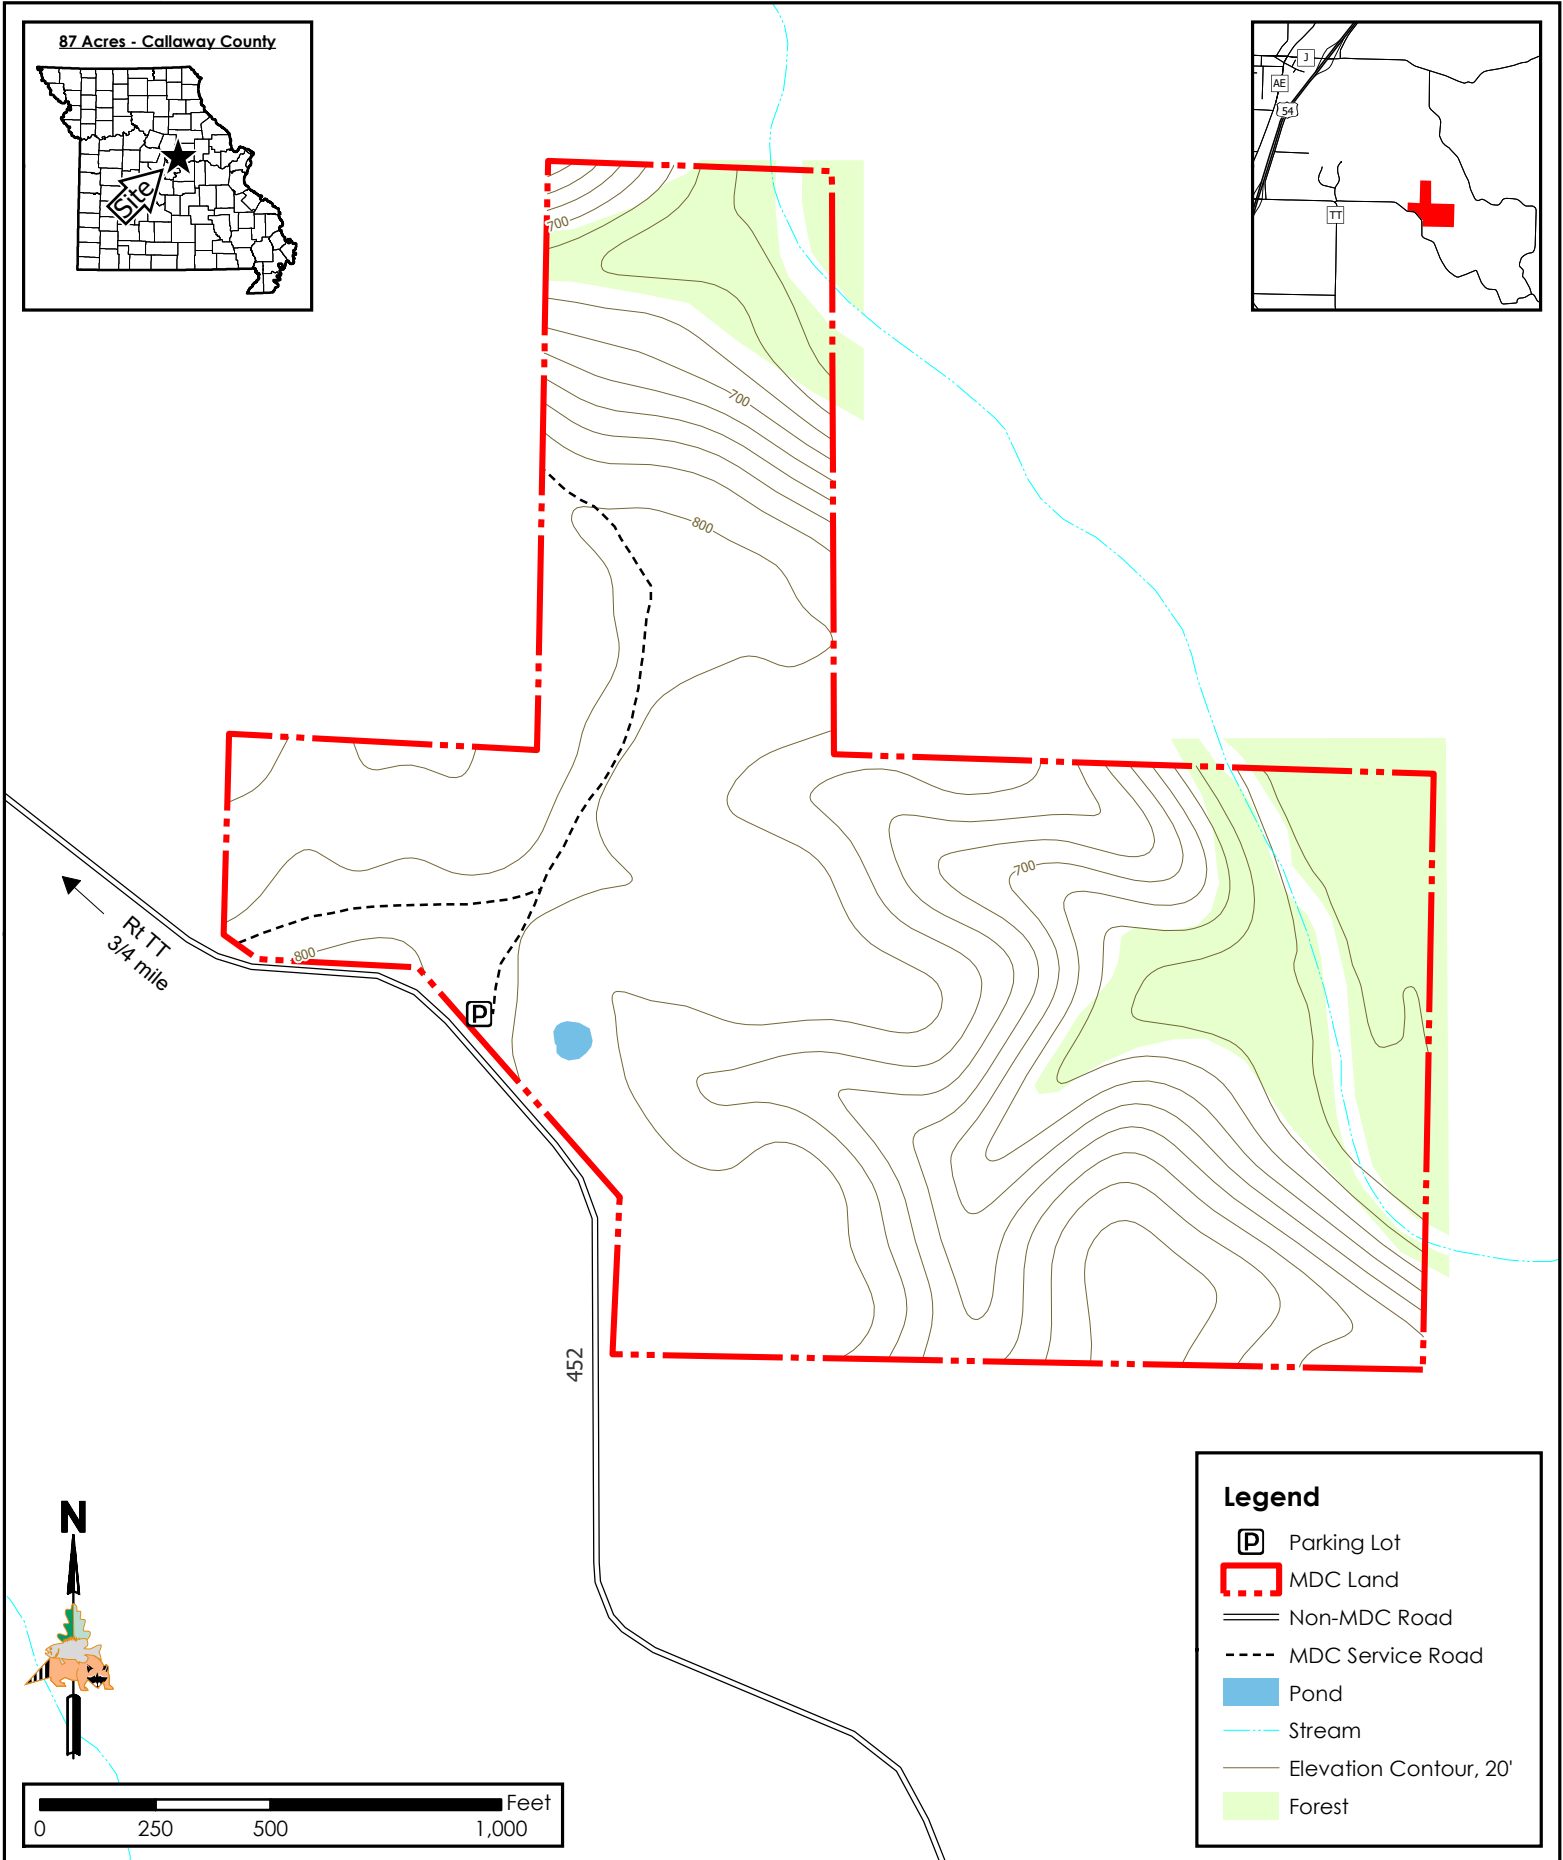 87 Acres - Callaway County
Site
J
AE
54
TT
700
700
800
700
800
Rt TT
3/4 mile
P
452
N
Legend
P Parking Lot
MDC Land
Non-MDC Road
MDC Service Road
Pond
Stream
Elevation Contour, 20'
Forest
Feet
0 250 500 1,000